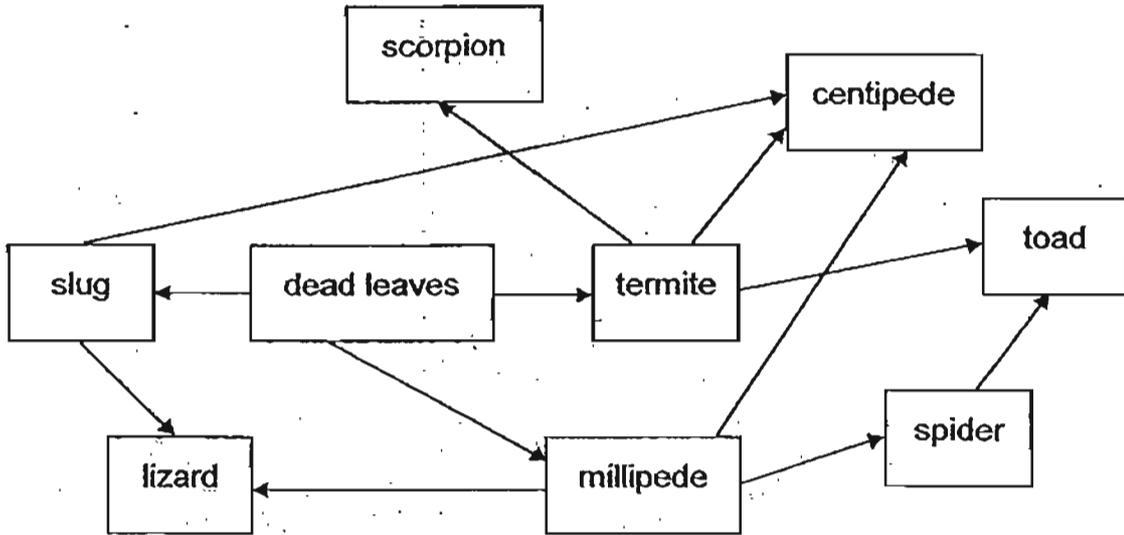 scorpion
centipede
toad
slug
dead leaves
termite
spider
lizard
millipede